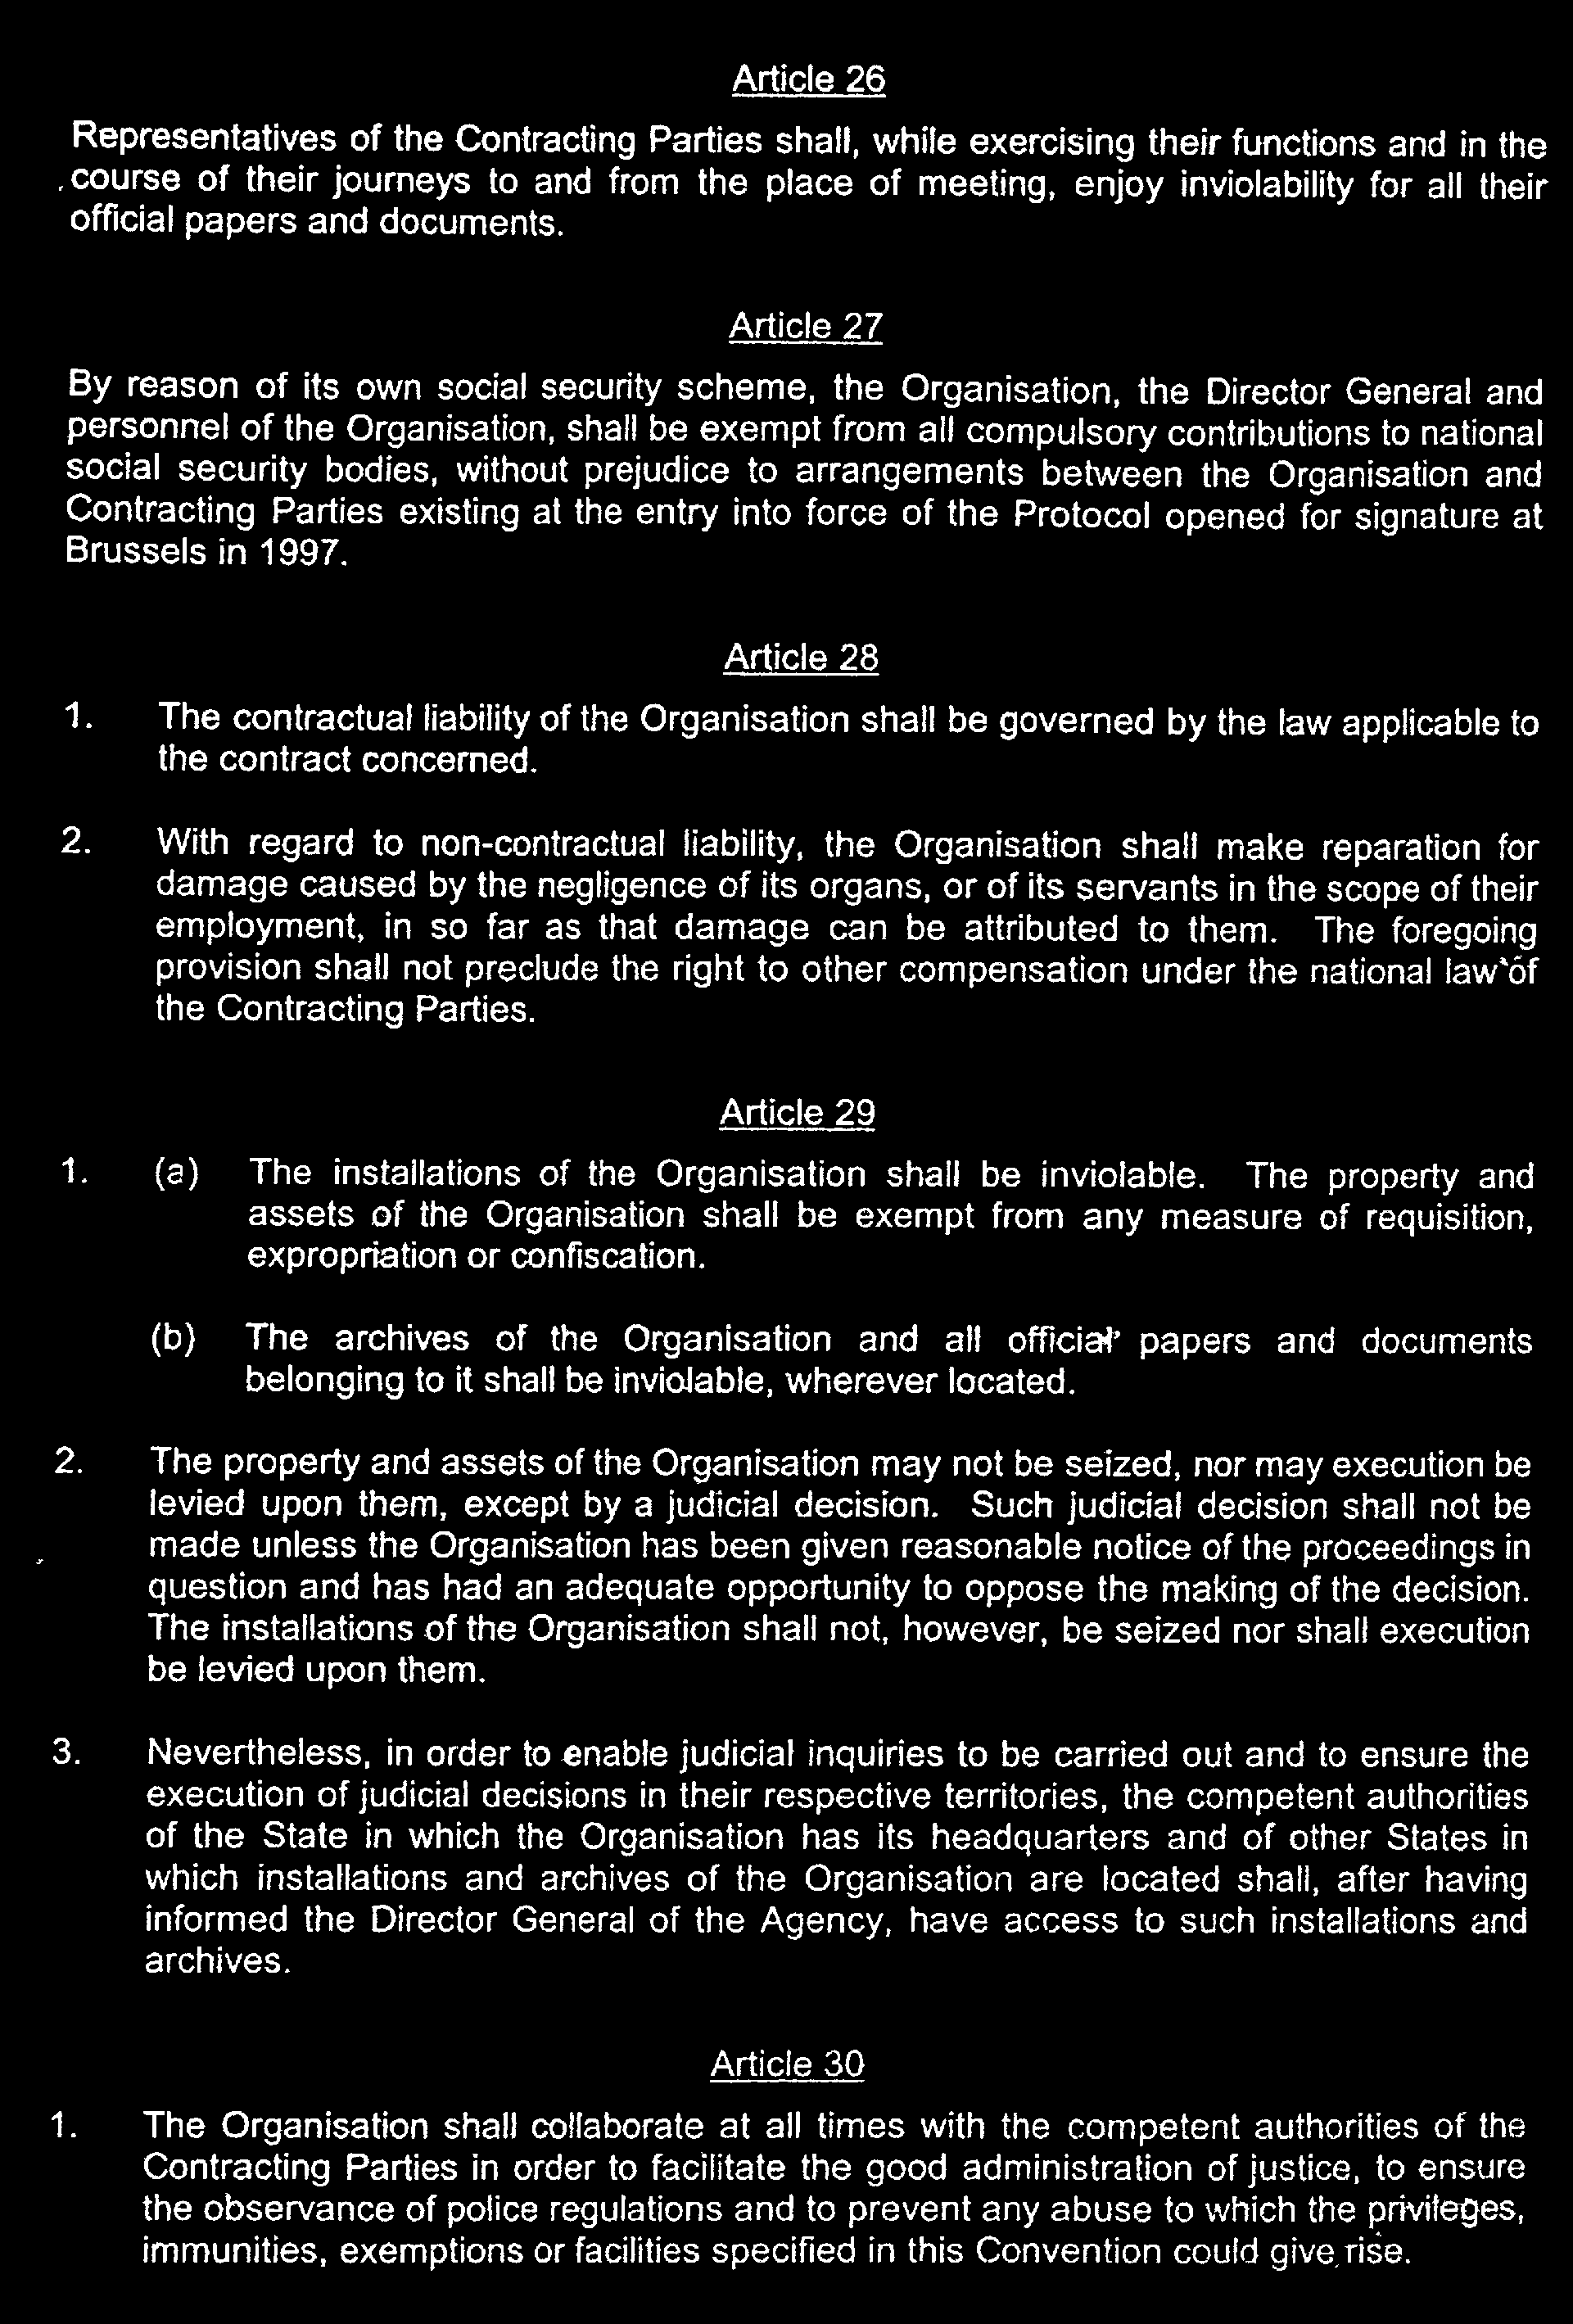 Article 26
Representatives of the Contracting Parties shall, while exercising their functions and in the
course of their journeys to and from the place of meeting, enjoy inviolability for all their
official papers and documents.
Article 27
By reason of its own social security scheme, the Organisation, the Director General and
personnel of the Organisation, shall be exempt from all compulsory contributions to national
social security bodies, without prejudice to arrangements between the Organisation and
Contracting Parties existing at the entry into force of the Protocol opened for signature at
Brussels in 1997.
Article 28
1. The contractual liability of the Organisation shall be governed by the law applicable to
the contract concerned.
2. With regard to non-contractual liability, the Organisation shall make reparation for
damage caused by the negligence of its organs, or of its servants in the scope of their
employment, in so far as that damage can be attributed to them. The foregoing
provision shall not preclude the right to other compensation under the national law of
the Contracting Parties.
Article 29
1. (a) The installations of the Organisation shall be inviolable. The property and
assets of the Organisation shall be exempt from any measure of requisition,
expropriation or confiscation.
(b) The archives of the Organisation and all official papers and documents
belonging to it shall be inviolable, wherever located.
2. The property and assets of the Organisation may not be seized, nor may execution be
levied upon them, except by a judicial decision. Such judicial decision shall not be
made unless the Organisation has been given reasonable notice of the proceedings in
question and has had an adequate opportunity to oppose the making of the decision.
The installations of the Organisation shall not, however, be seized nor shall execution
be levied upon them.
3. Nevertheless, in order to enable judicial inquiries to be carried out and to ensure the
execution of judicial decisions in their respective territories, the competent authorities
of the State in which the Organisation has its headquarters and of other States in
which installations and archives of the Organisation are located shall, after having
informed the Director General of the Agency, have access to such installations and
archives.
Article 30
1. The Organisation shall collaborate at all times with the competent authorities of the
Contracting Parties in order to facilitate the good administration of justice, to ensure
the observance of police regulations and to prevent any abuse to which the privileges,
immunities, exemptions or facilities specified in this Convention could give rise.